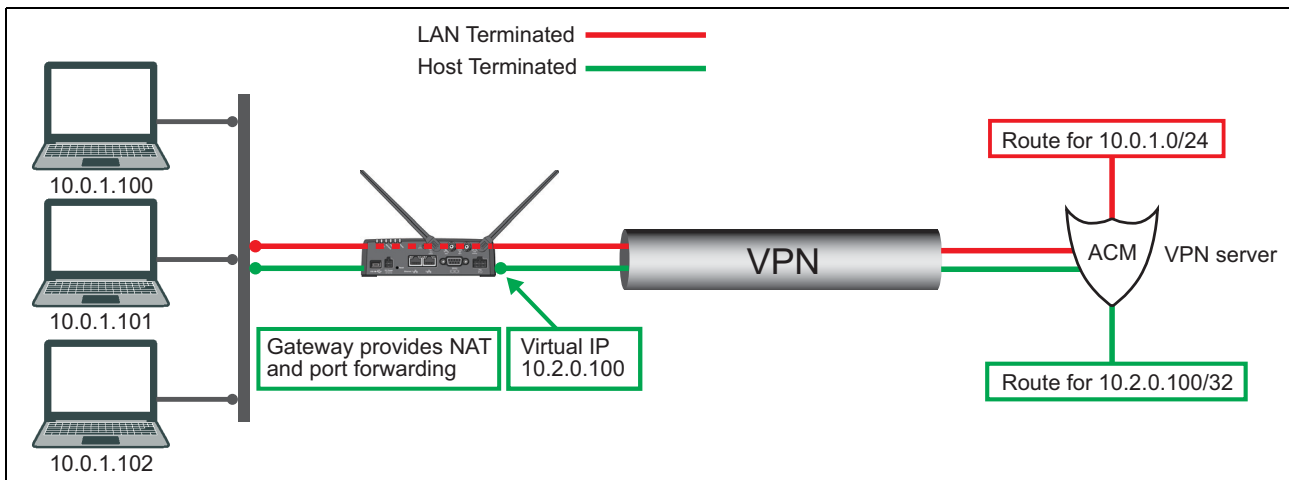 LAN Terminated
Host Terminated
10.0.1.100
10.0.1.101
10.0.1.102
Gateway provides NAT
and port forwarding
Virtual IP
10.2.0.100
VPN
Route for 10.0.1.0/24
ACM
VPN server
Route for 10.2.0.100/32